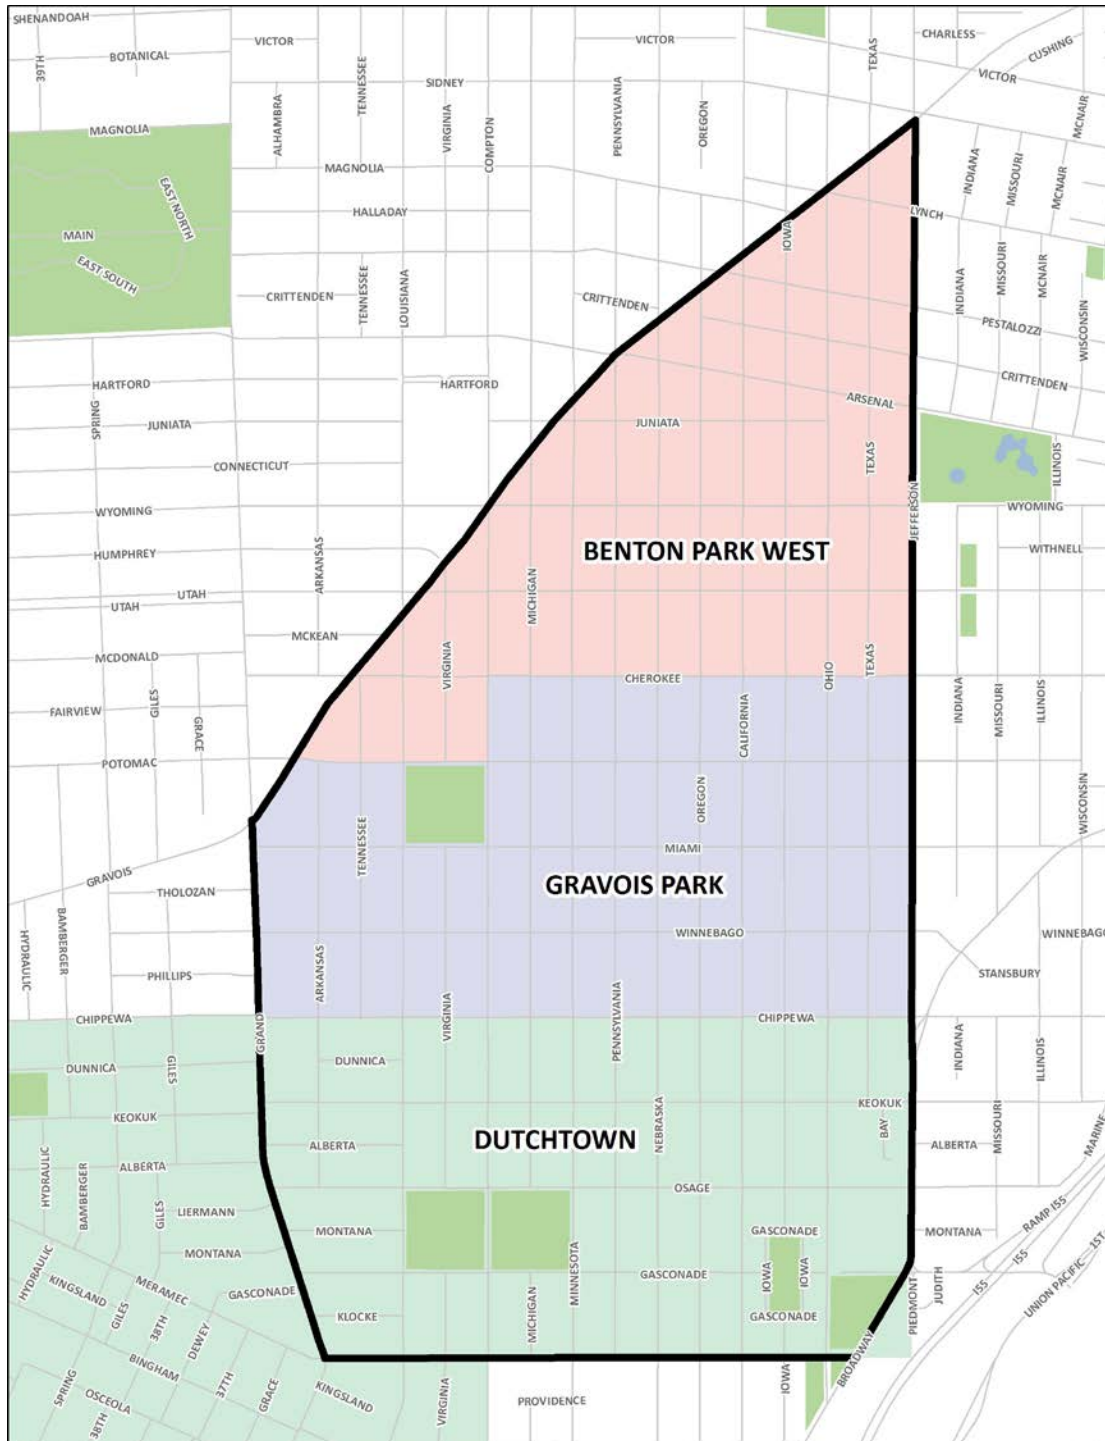 SHENANDOAH
CHARLESS
VICTOR
VICTOR
CUSHING
TEXAS
BOTANICAL
39TH
TENNESSEE
SIDNEY
VICTOR
PENNSYLVANIA
OREGON
MCNAIR
ALHAMBRA
VIRGINIA
COMPTON
MAGNOLIA
MAGNOLIA
INDIANA
MISSOURI
MCNAIR
EAST NORTH
HALLADAY
LYNCH
MAIN
IOWA
EAST SOUTH
TENNESSEE
LOUISIANA
CRITTENDEN
CRITTENDEN
INDIANA
MISSOURI
MCNAIR
WISCONSIN
PESTALOZZI
HARTFORD
HARTFORD
CRITTENDEN
SPRING
ARSENAL
JUNIATA
JUNIATA
CONNECTICUT
TEXAS
ILLINOIS
JEFFERSON
WYOMING
WYOMING
HUMPHREY
ARKANSAS
BENTON PARK WEST
WITHNELL
UTAH
UTAH
MICHIGAN
MCKEAN
MCDONALD
VIRGINIA
CHEROKEE
OHIO
TEXAS
INDIANA
MISSOURI
ILLINOIS
FAIRVIEW
GILES
GRACE
CALIFORNIA
POTOMAC
OREGON
WISCONSIN
TENNESSEE
MIAMI
GRAVOIS
GRAVOIS PARK
THOLOZAN
HYDRAULIC
BAMBERGER
WINNEBAGO
WINNEBAGO
PHILLIPS
ARKANSAS
STANSBURY
CHIPPEWA
GRAND
VIRGINIA
PENNSYLVANIA
CHIPPEWA
DUNNICA
GILES
DUNNICA
INDIANA
ILLINOIS
KEOKUK
KEOKUK
BAY
MISSOURI
NEBRASKA
DUTCHTOWN
ALBERTA
ALBERTA
MARINE
HYDRAULIC
BAMBERGER
ALBERTA
OSAGE
GILES
LIERMANN
RAMP I55
MONTANA
GASCONADE
MONTANA
1ST
MONTANA
MINNESOTA
I55
I55
HYDRAULIC
KINGSLAND
MERAMEC
GASCONADE
GASCONADE
IOWA
IOWA
JUDITH
UNION PACIFIC
GILES
38TH
DEWEY
KLOCKE
MICHIGAN
GASCONADE
PIEDMONT
BROADWAY
SPRING
BINGHAM
37TH
GRACE
KINGSLAND
VIRGINIA
PROVIDENCE
IOWA
OSCEOLA
38TH